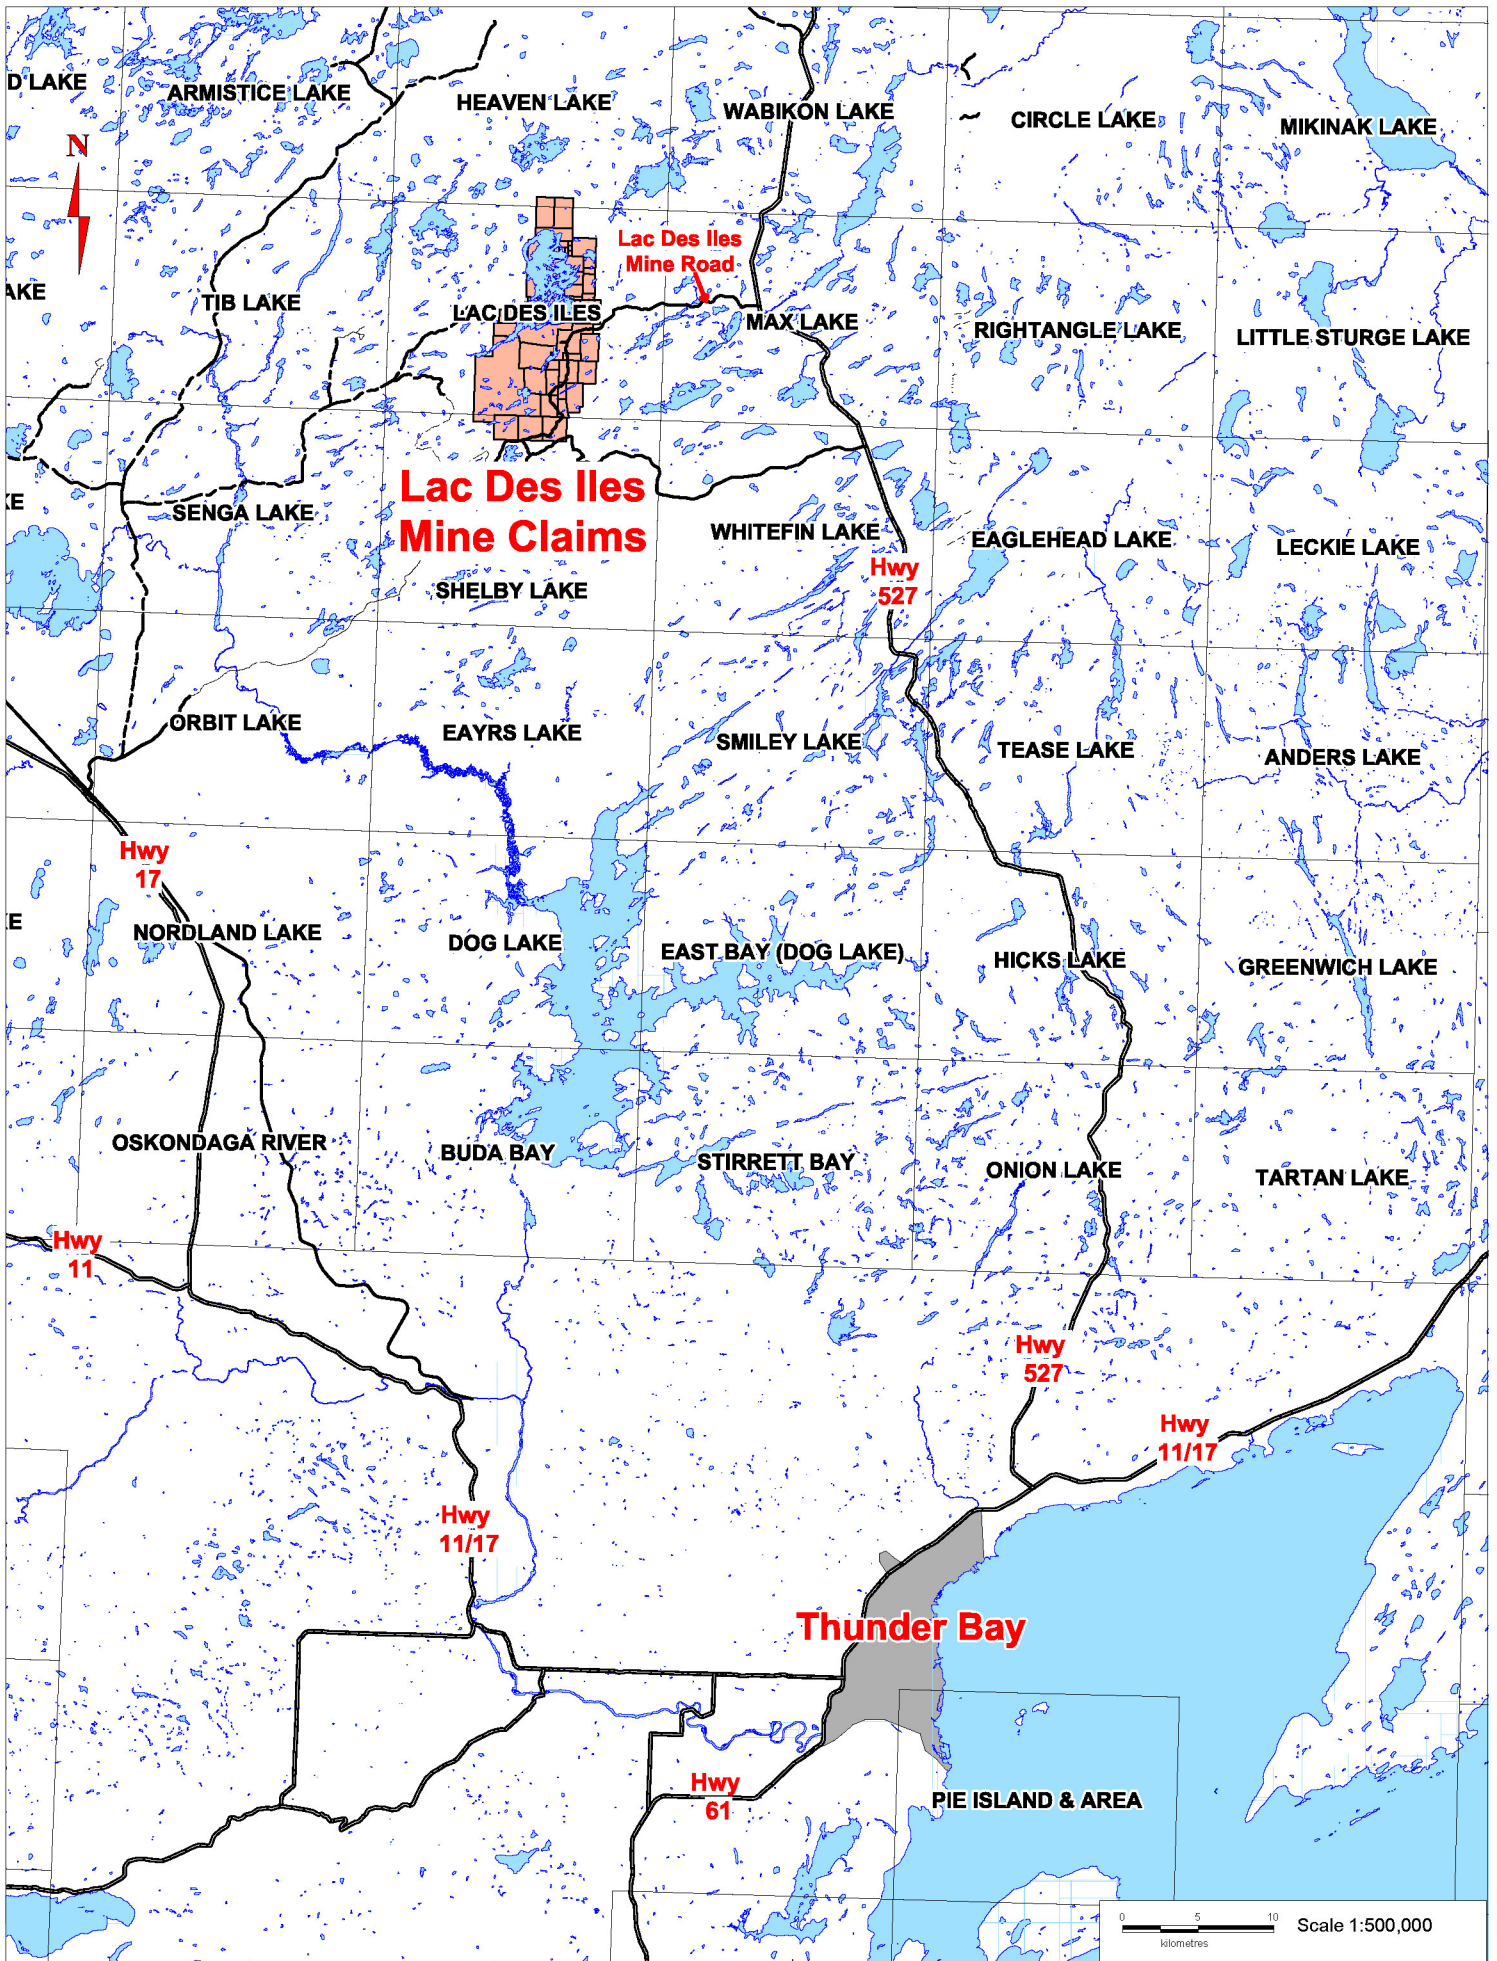 D LAKE
ARMISTICE LAKE
HEAVEN LAKE
WABIKON LAKE
CIRCLE LAKE
MIKINAK LAKE
N
Lac Des Iles
Mine Road
AKE
TIB LAKE
LAC DES ILES
MAX LAKE
RIGHTANGLE LAKE
LITTLE STURGE LAKE
Lac Des Iles
Mine Claims
KE
SENGA LAKE
WHITEFIN LAKE
EAGLEHEAD LAKE
LECKIE LAKE
Hwy
527
SHELBY LAKE
ORBIT LAKE
EAYRS LAKE
SMILEY LAKE
TEASE LAKE
ANDERS LAKE
Hwy
17
E
NORDLAND LAKE
DOG LAKE
EAST BAY (DOG LAKE)
HICKS LAKE
GREENWICH LAKE
OSKONDAGA RIVER
BUDA BAY
STIRRETT BAY
ONION LAKE
TARTAN LAKE
Hwy
11
Hwy
527
Hwy
11/17
Hwy
11/17
Thunder Bay
Hwy
61
PIE ISLAND & AREA
0 5 10
kilometres
Scale 1:500,000